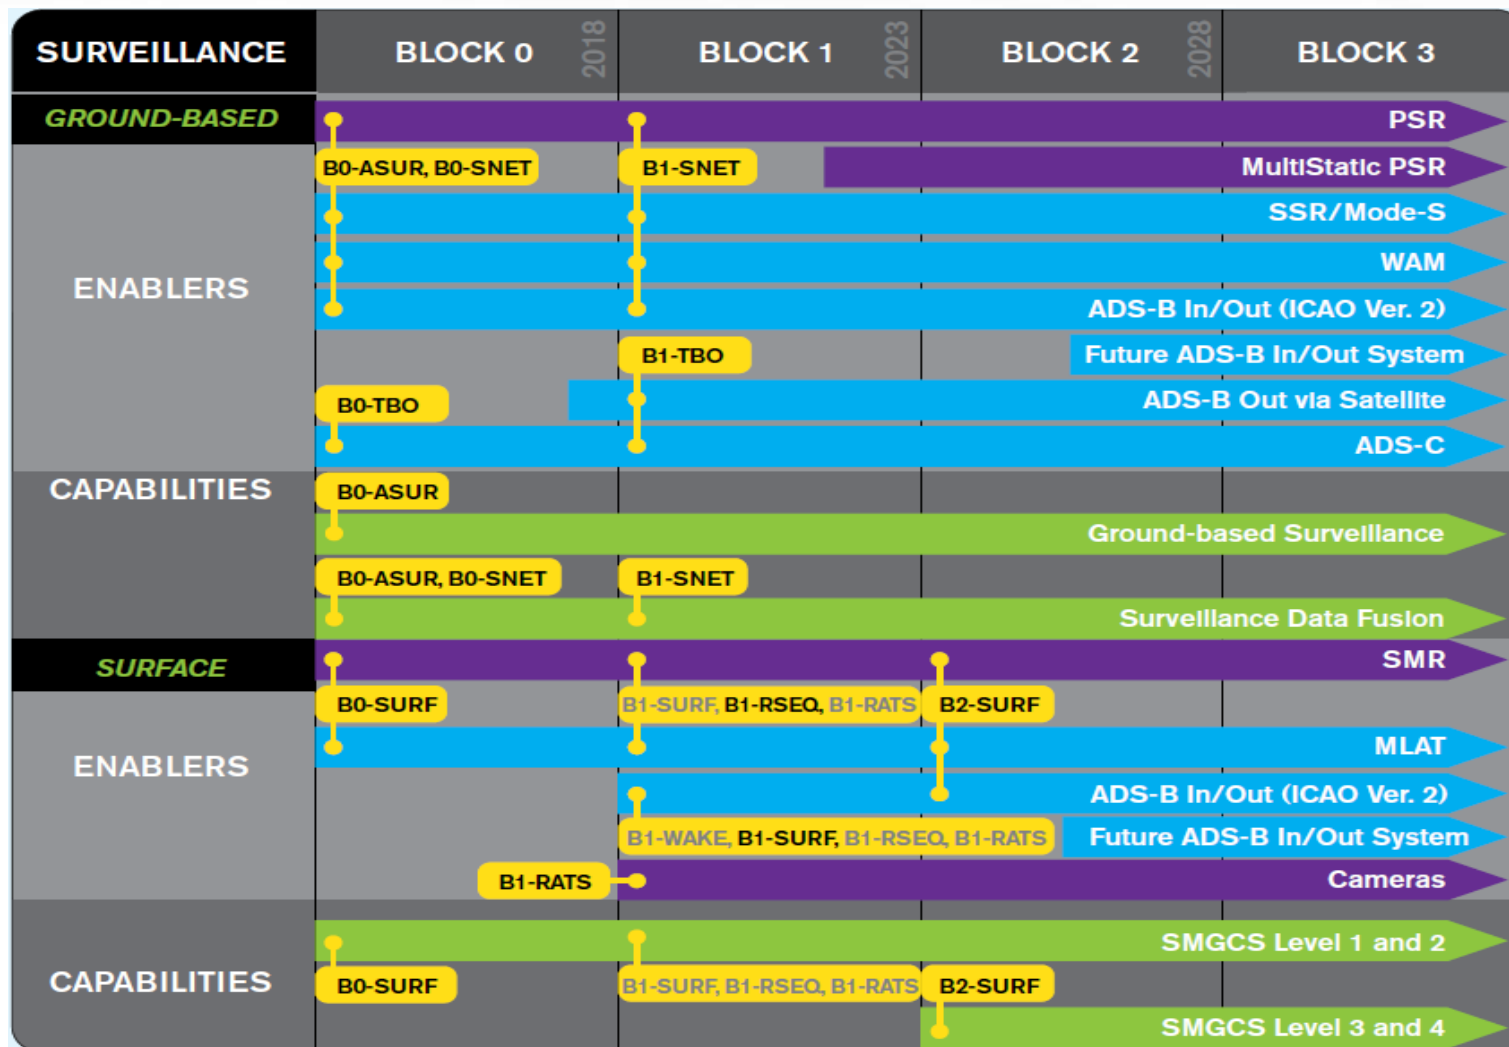 SURVEILLANCE BLOCK 0 2018 BLOCK 1 2023 BLOCK 2 2028 BLOCK 3
GROUND-BASED PSR
B0-ASUR, B0-SNET B1-SNET MultiStatic PSR
SSR/Mode-S
WAM
ENABLERS
ADS-B In/Out (ICAO Ver. 2)
B1-TBO Future ADS-B In/Out System
B0-TBO ADS-B Out via Satellite
ADS-C
CAPABILITIES B0-ASUR
Ground-based Surveillance
B0-ASUR, B0-SNET B1-SNET
Surveillance Data Fusion
SURFACE SMR
B0-SURF B1-SURF, B1-RSEQ, B1-RATS B2-SURF
MLAT
ENABLERS
ADS-B In/Out (ICAO Ver. 2)
B1-WAKE, B1-SURF, B1-RSEQ, B1-RATS Future ADS-B In/Out System
B1-RATS Cameras
SMGCS Level 1 and 2
CAPABILITIES B0-SURF B1-SURF, B1-RSEQ, B1-RATS B2-SURF
SMGCS Level 3 and 4